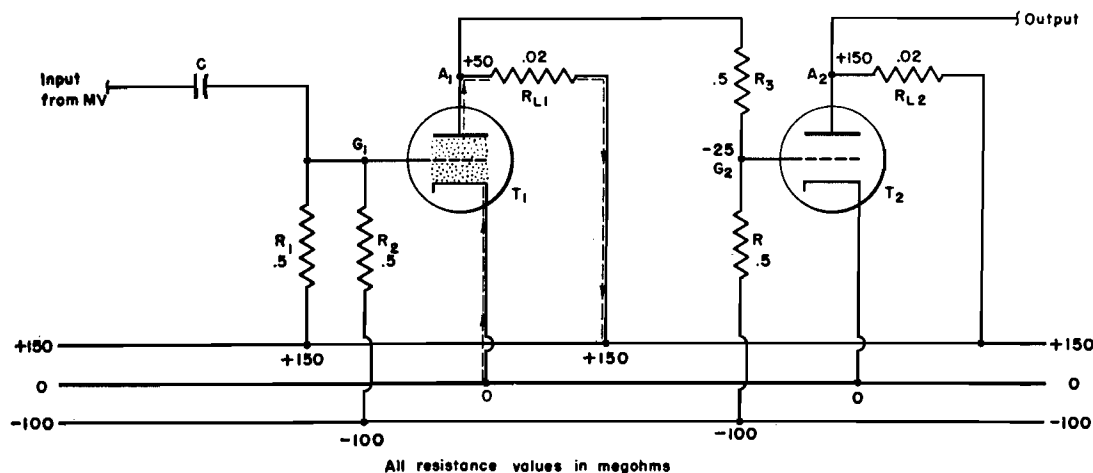 Output
C
Input
from MV
A₁
+50
.02
R_L1
.5
R₃
A₂
+150
.02
R_L2
G₁
T₁
-25
G₂
T₂
R₁
.5
R₂
.5
R
.5
+150
+150
+150
+150
0
0
0
0
-100
-100
-100
-100
All resistance values in megohms